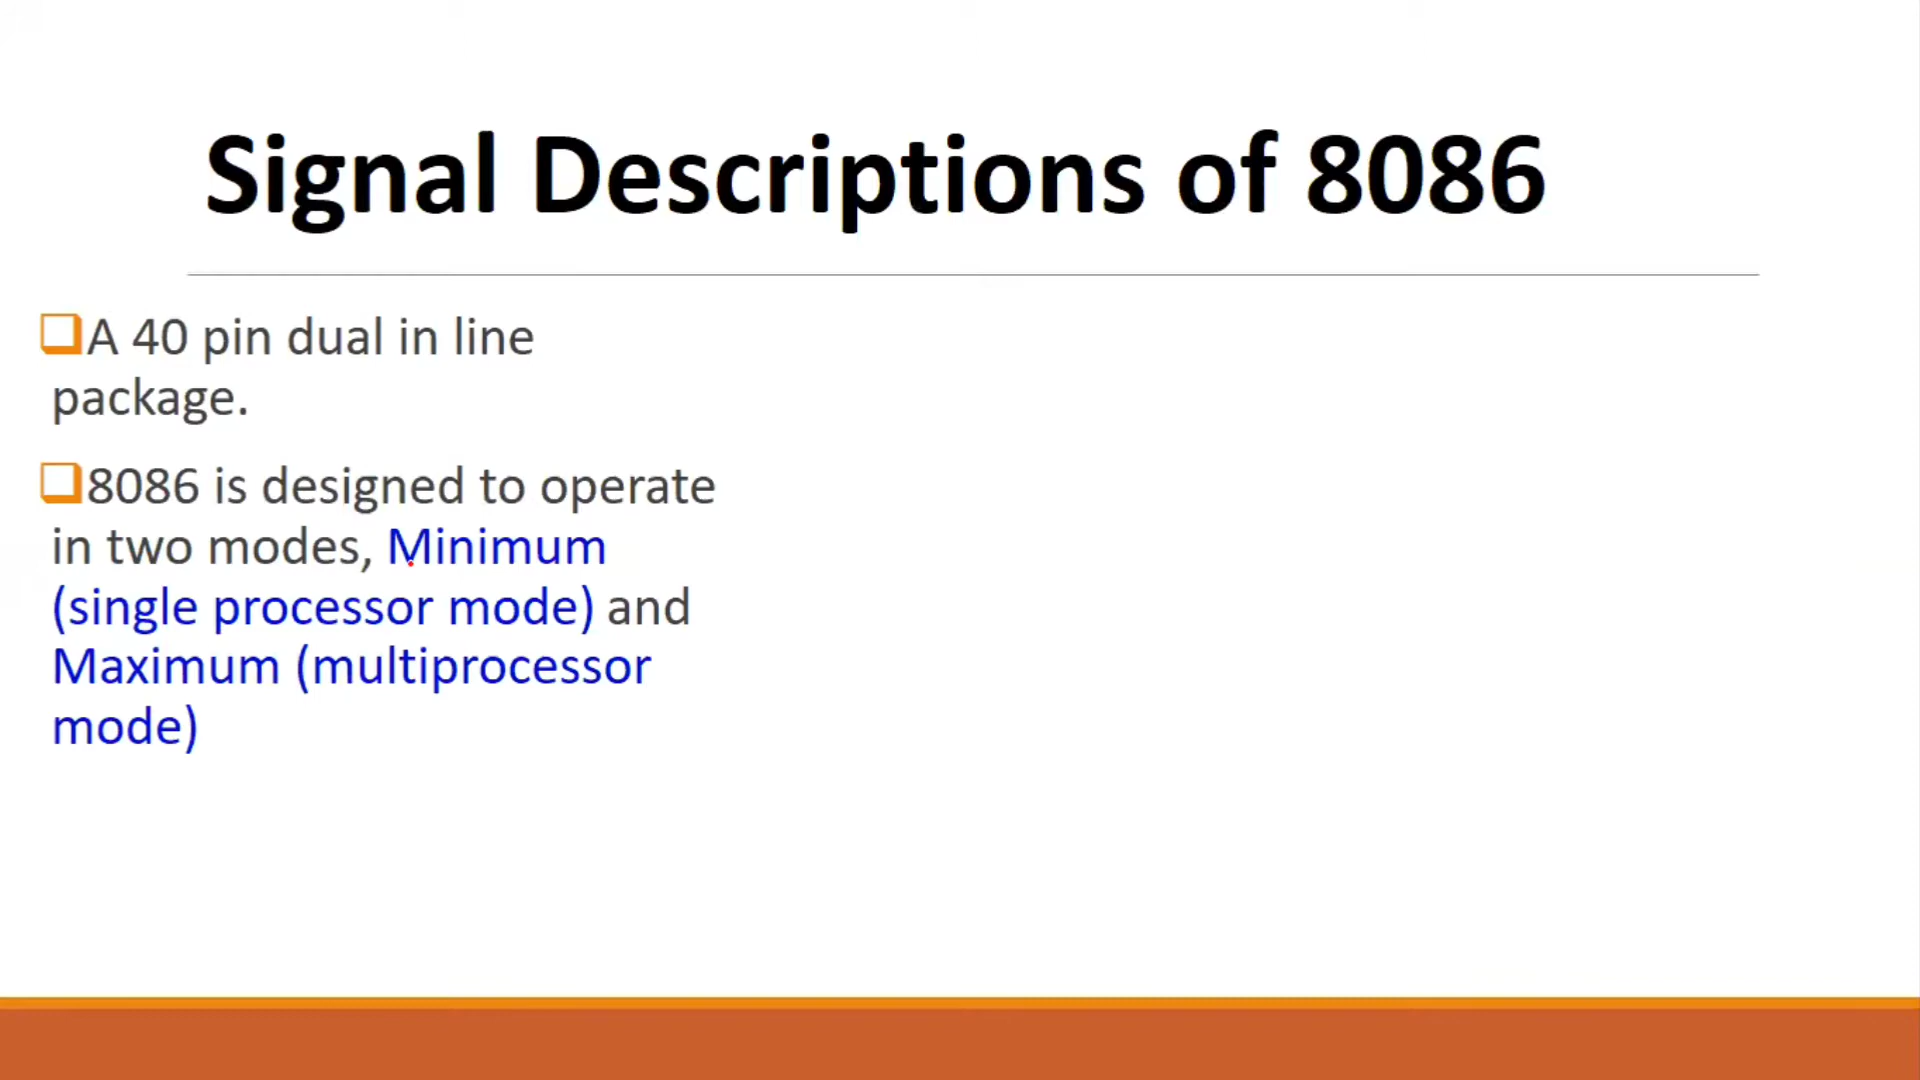 Signal Descriptions of 8086
A 40 pin dual in line
package.
8086 is designed to operate
in two modes, Minimum
(single processor mode) and
Maximum (multiprocessor
mode)